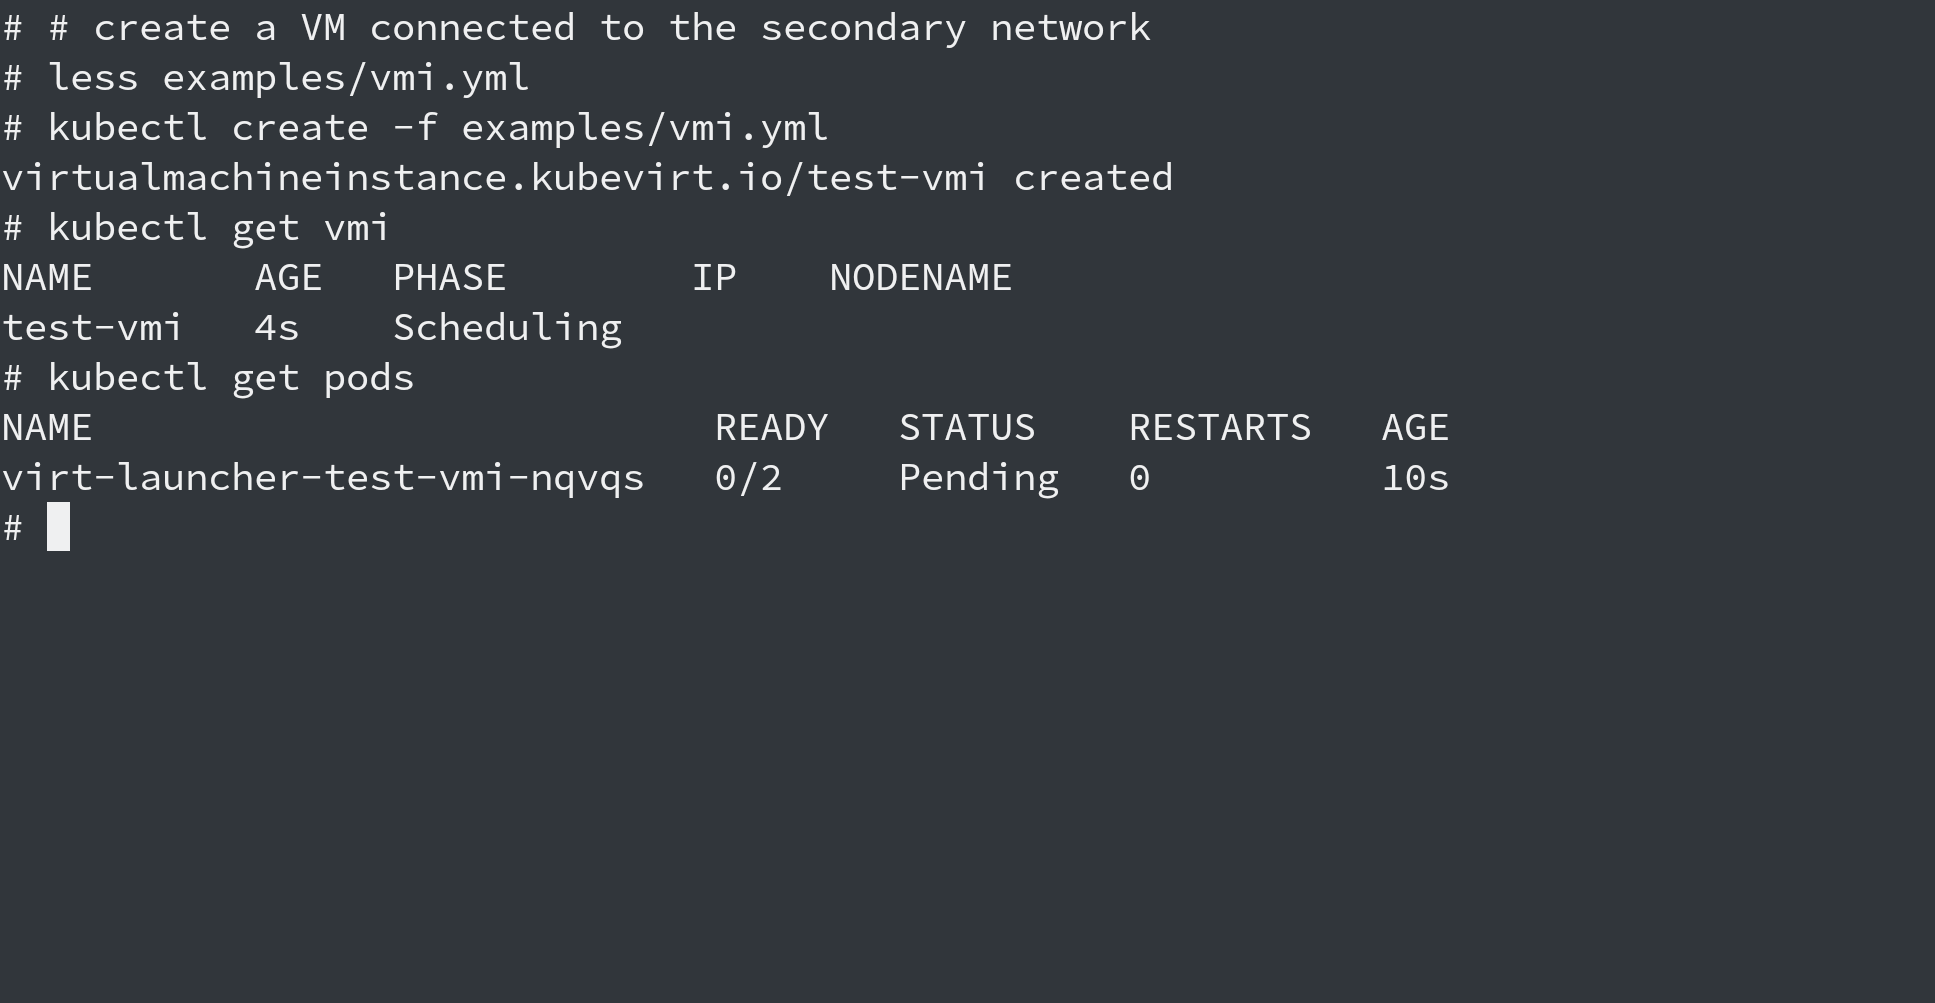 # # create a VM connected to the secondary network
# less examples/vmi.yml
# kubectl create -f examples/vmi.yml
virtualmachineinstance.kubevirt.io/test-vmi created
# kubectl get vmi
NAME       AGE   PHASE        IP    NODENAME
test-vmi   4s    Scheduling
# kubectl get pods
NAME                           READY   STATUS    RESTARTS   AGE
virt-launcher-test-vmi-nqvqs   0/2     Pending   0          10s
#